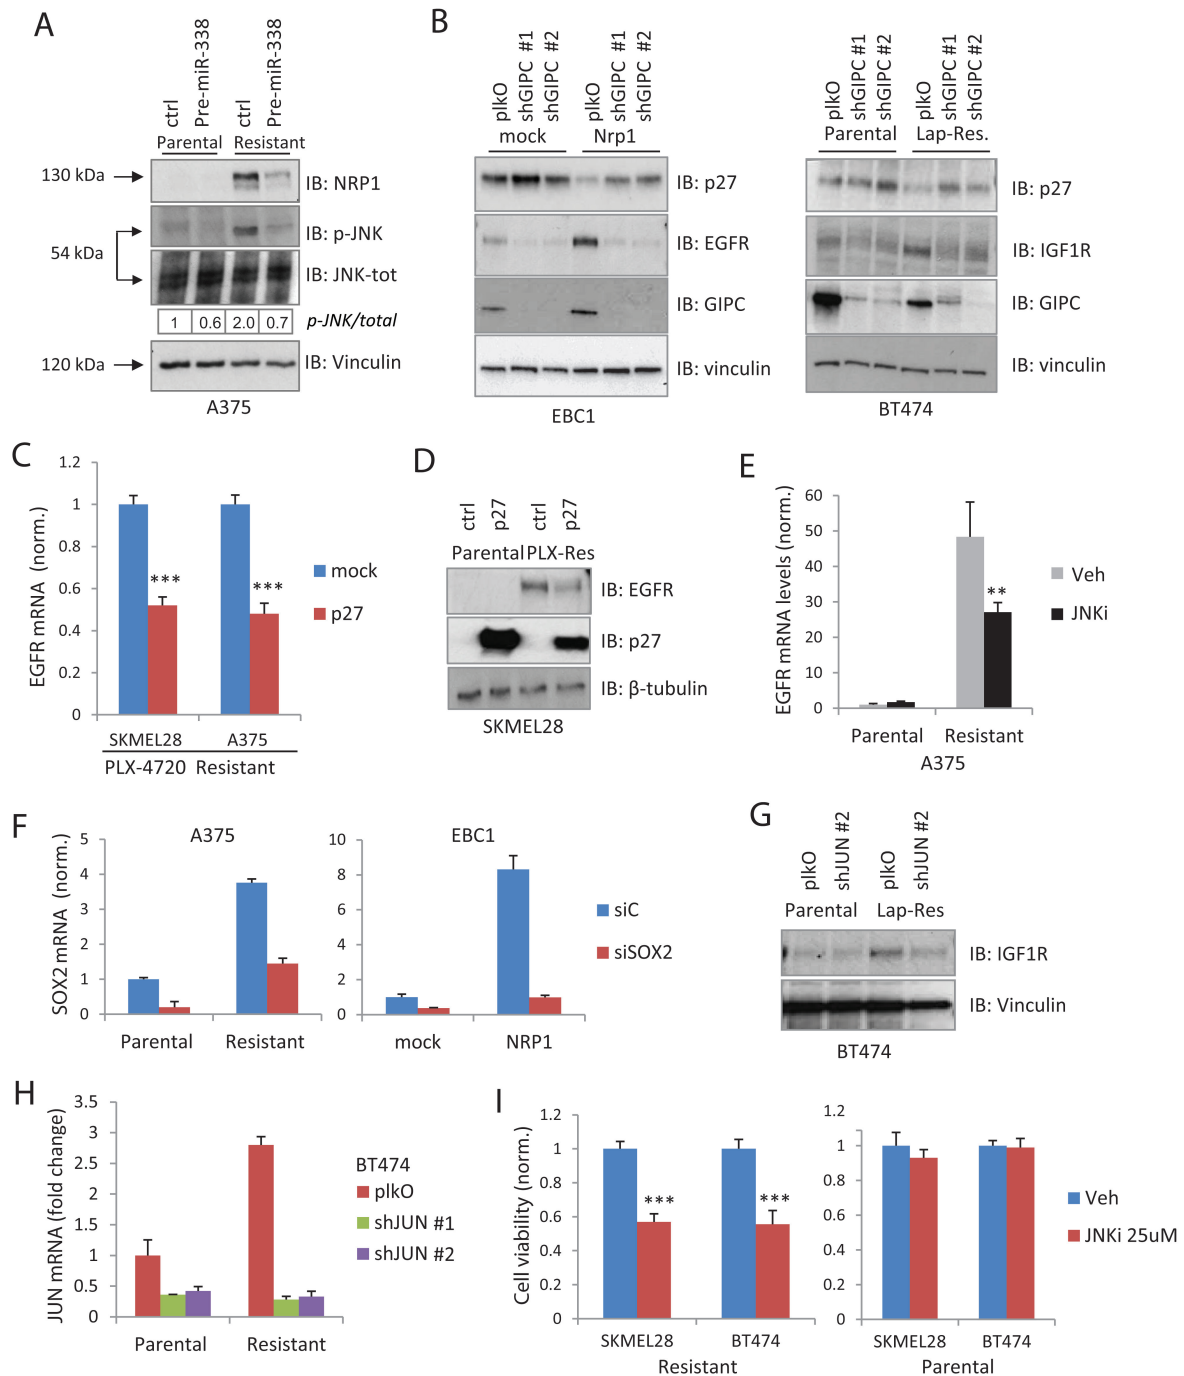 A
ctrl
Pre-miR-338
ctrl
Pre-miR-338
Parental Resistant
130 kDa
IB: NRP1
IB: p-JNK
54 kDa
IB: JNK-tot
1 0.6 2.0 0.7 p-JNK/total
120 kDa
IB: Vinculin
A375
B
plkO
shGIPC #1
shGIPC #2
plkO
shGIPC #1
shGIPC #2
mock Nrp1
IB: p27
IB: EGFR
IB: GIPC
IB: vinculin
EBC1
plkO
shGIPC #1
shGIPC #2
plkO
shGIPC #1
shGIPC #2
Parental Lap-Res.
IB: p27
IB: IGF1R
IB: GIPC
IB: vinculin
BT474
C
EGFR mRNA (norm.)
1.2
1
0.8
0.6
0.4
0.2
0
***
***
mock
p27
SKMEL28 A375
PLX-4720 Resistant
D
ctrl
p27
ctrl
p27
Parental PLX-Res
IB: EGFR
IB: p27
IB: β-tubulin
SKMEL28
E
EGFR mRNA levels (norm.)
60
50
40
30
20
10
0
**
Veh
JNKi
Parental Resistant
A375
F
SOX2 mRNA (norm.)
A375
5
4
3
2
1
0
Parental Resistant
EBC1
10
8
6
4
2
0
mock NRP1
siC
siSOX2
G
plkO
shJUN #2
plkO
shJUN #2
Parental Lap-Res
IB: IGF1R
IB: Vinculin
BT474
H
JUN mRNA (fold change)
3.5
3
2.5
2
1.5
1
0.5
0
Parental Resistant
BT474
plkO
shJUN #1
shJUN #2
I
Cell viability (norm.)
1.2
1
0.8
0.6
0.4
0.2
0
***
***
SKMEL28 BT474
Resistant
1.2
1
0.8
0.6
0.4
0.2
0
SKMEL28 BT474
Parental
Veh
JNKi 25uM